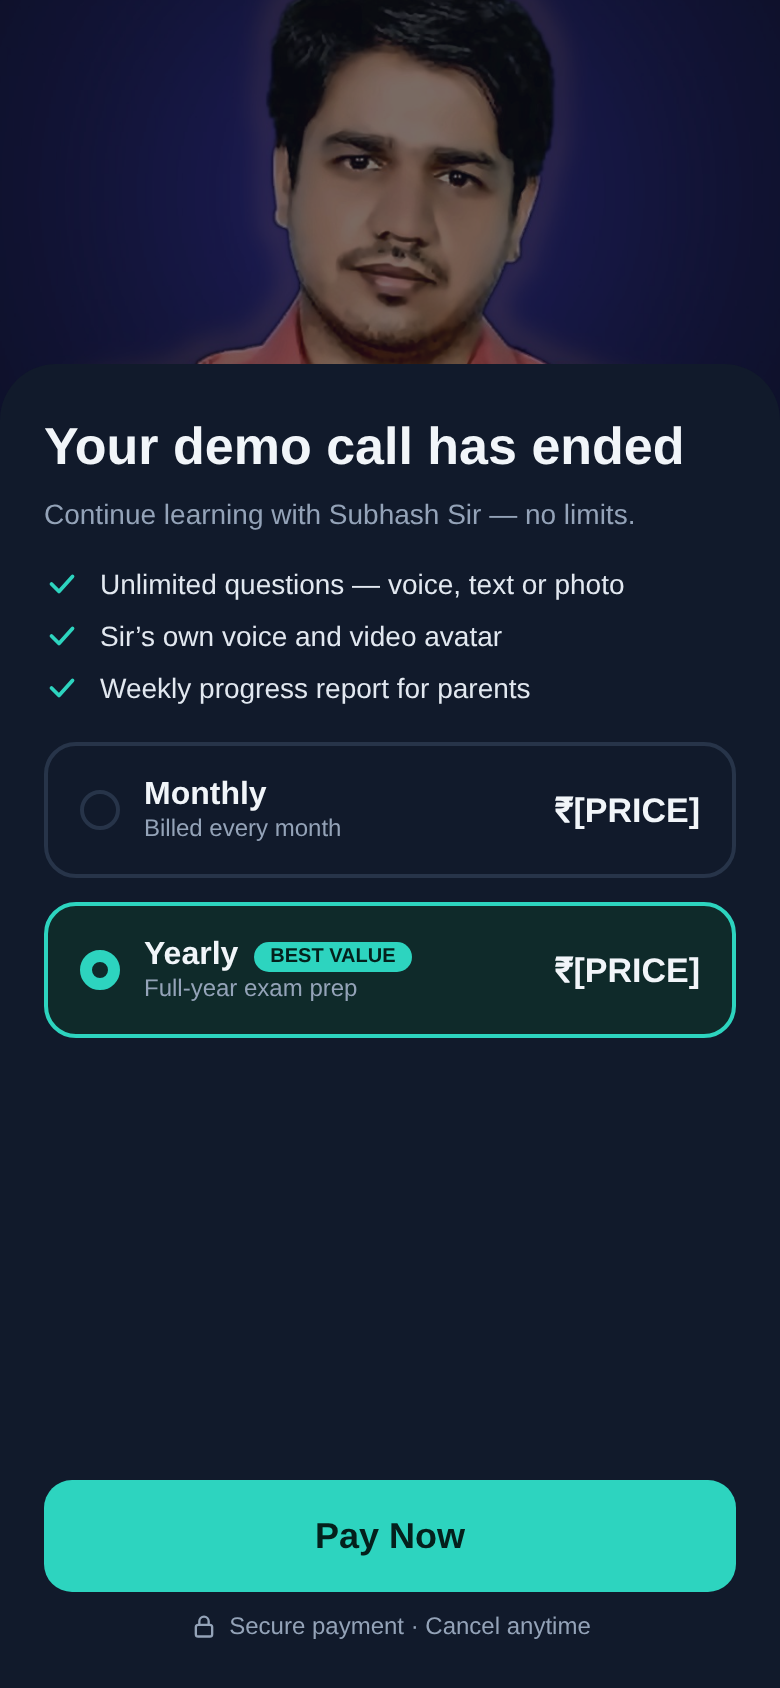 Your demo call has ended
Continue learning with Subhash Sir — no limits.
Unlimited questions — voice, text or photo
Sir’s own voice and video avatar
Weekly progress report for parents
Monthly
Billed every month
₹[PRICE]
Yearly BEST VALUE
Full-year exam prep
₹[PRICE]
Pay Now
Secure payment · Cancel anytime